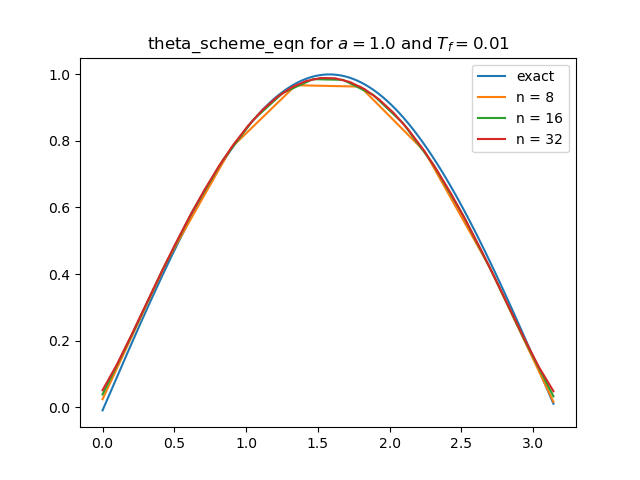 theta_scheme_eqn for $a = 1.0$ and $T_f = 0.01$
exact
n = 8
n = 16
n = 32
1.0
0.8
0.6
0.4
0.2
0.0
0.0 0.5 1.0 1.5 2.0 2.5 3.0